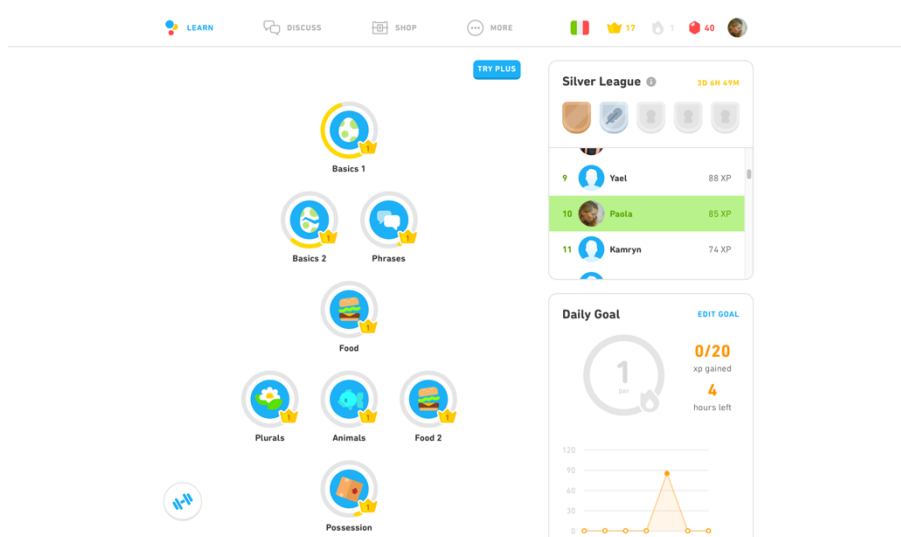 LEARN
DISCUSS
SHOP
MORE
17
1
40
TRY PLUS
1
Basics 1
1
Basics 2
1
Phrases
1
Food
1
Plurals
1
Animals
1
Food 2
1
Possession
Silver League
2D 6H 49M
9 Yael 88 XP
10 Paola 85 XP
11 Kamryn 74 XP
Daily Goal EDIT GOAL
1
DAY
0/20
xp gained
4
hours left
120
90
60
30
0